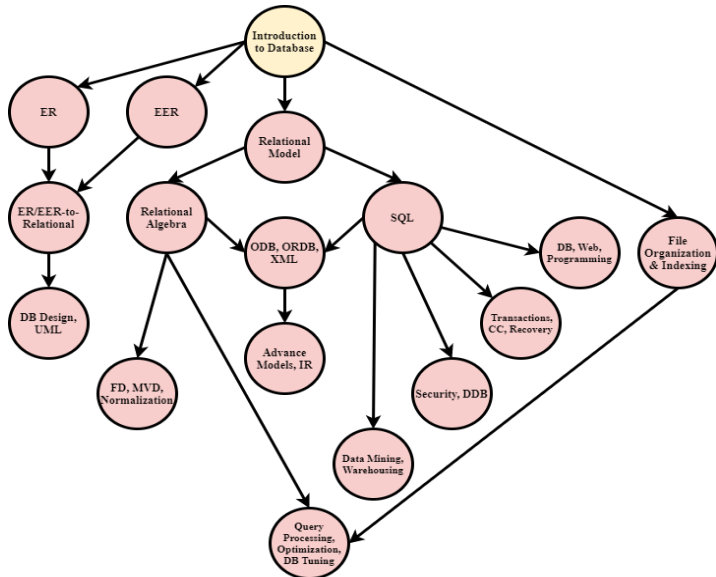 Introduction
to Database
ER
EER
Relational
Model
ER/EER-to-
Relational
Relational
Algebra
SQL
ODB, ORDB,
XML
DB, Web,
Programming
File
Organization
& Indexing
DB Design,
UML
Transactions,
CC, Recovery
Advance
Models, IR
FD, MVD,
Normalization
Security, DDB
Data Mining,
Warehousing
Query
Processing,
Optimization,
DB Tuning